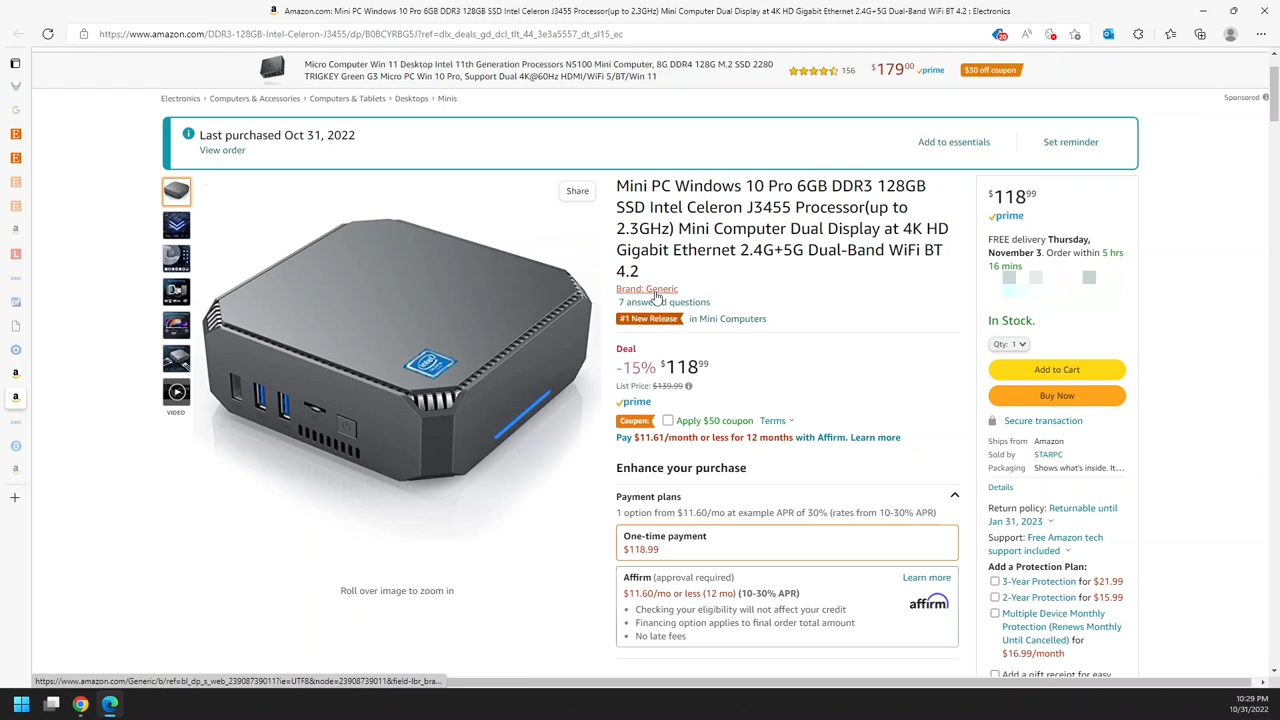 Amazon.com: Mini PC Windows 10 Pro 6GB DDR3 128GB SSD Intel Celeron J3455 Processor(up to 2.3GHz) Mini Computer Dual Display at 4K HD Gigabit Ethernet 2.4G+5G Dual-Band WiFi BT 4.2 : Electronics
https://www.amazon.com/DDR3-128GB-Intel-Celeron-J3455/dp/B0BCYRBG5J?ref=dlx_deals_gd_dcl_tlt_44_3e3a5557_dt_sl15_ec
20
Micro Computer Win 11 Desktop Intel 11th Generation Processors N5100 Mini Computer, 8G DDR4 128G M.2 SSD 2280
TRIGKEY Green G3 Micro PC Win 10 Pro, Support Dual 4K@60Hz HDMI/WiFi 5/BT/Win 11
156
$179 00 prime
$30 off coupon
Electronics › Computers & Accessories › Computers & Tablets › Desktops › Minis
Sponsored
Last purchased Oct 31, 2022
View order
Add to essentials
Set reminder
Share
VIDEO
intel
Roll over image to zoom in
Mini PC Windows 10 Pro 6GB DDR3 128GB
SSD Intel Celeron J3455 Processor(up to
2.3GHz) Mini Computer Dual Display at 4K HD
Gigabit Ethernet 2.4G+5G Dual-Band WiFi BT
4.2
Brand: Generic
7 answered questions
#1 New Release in Mini Computers
Deal
-15% $118 99
List Price: $139.99
prime
Coupon: Apply $50 coupon Terms
Pay $11.61/month or less for 12 months with Affirm. Learn more
Enhance your purchase
Payment plans
1 option from $11.60/mo at example APR of 30% (rates from 10-30% APR)
One-time payment
$118.99
Affirm (approval required) Learn more
$11.60/mo or less (12 mo) (10-30% APR)
affirm
• Checking your eligibility will not affect your credit
• Financing option applies to final order total amount
• No late fees
$118 99
prime
FREE delivery Thursday,
November 3. Order within 5 hrs
16 mins
In Stock.
Qty: 1
Add to Cart
Buy Now
Secure transaction
Ships from Amazon
Sold by STARPC
Packaging Shows what's inside. It…
Details
Return policy: Returnable until
Jan 31, 2023
Support: Free Amazon tech
support included
Add a Protection Plan:
3-Year Protection for $21.99
2-Year Protection for $15.99
Multiple Device Monthly
Protection (Renews Monthly
Until Cancelled) for
$16.99/month
Add a gift receipt for easy
https://www.amazon.com/Generic/b/ref=bl_dp_s_web_23908739011?ie=UTF8&node=23908739011&field-lbr_bra...
10:29 PM
10/31/2022